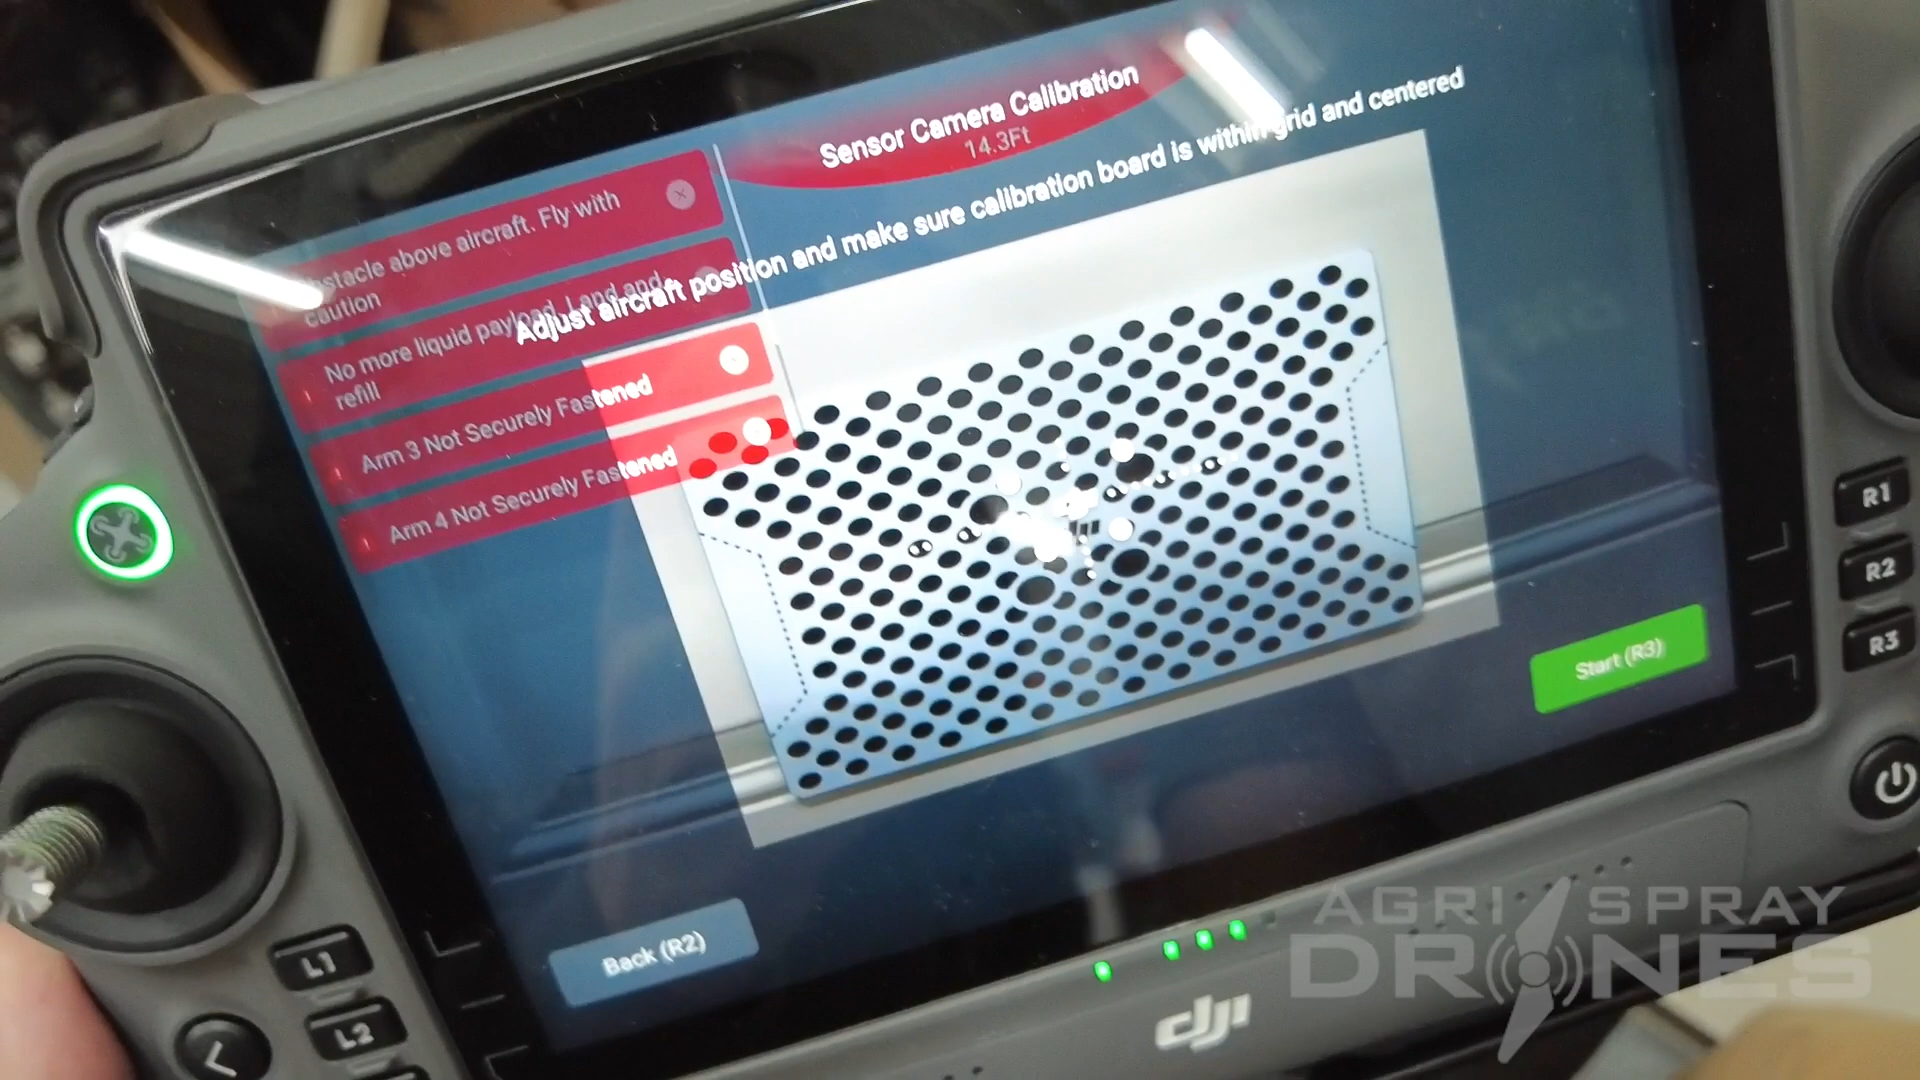 Sensor Camera Calibration
14.3Ft
Adjust aircraft position and make sure calibration board is within grid and centered
Obstacle above aircraft. Fly with
caution
No more liquid payload. Land and
refill
Arm 3 Not Securely Fastened
Arm 4 Not Securely Fastened
Start (R3)
Back (R2)
R1
R2
R3
L1
L2
dji
AGRI SPRAY
DRONES